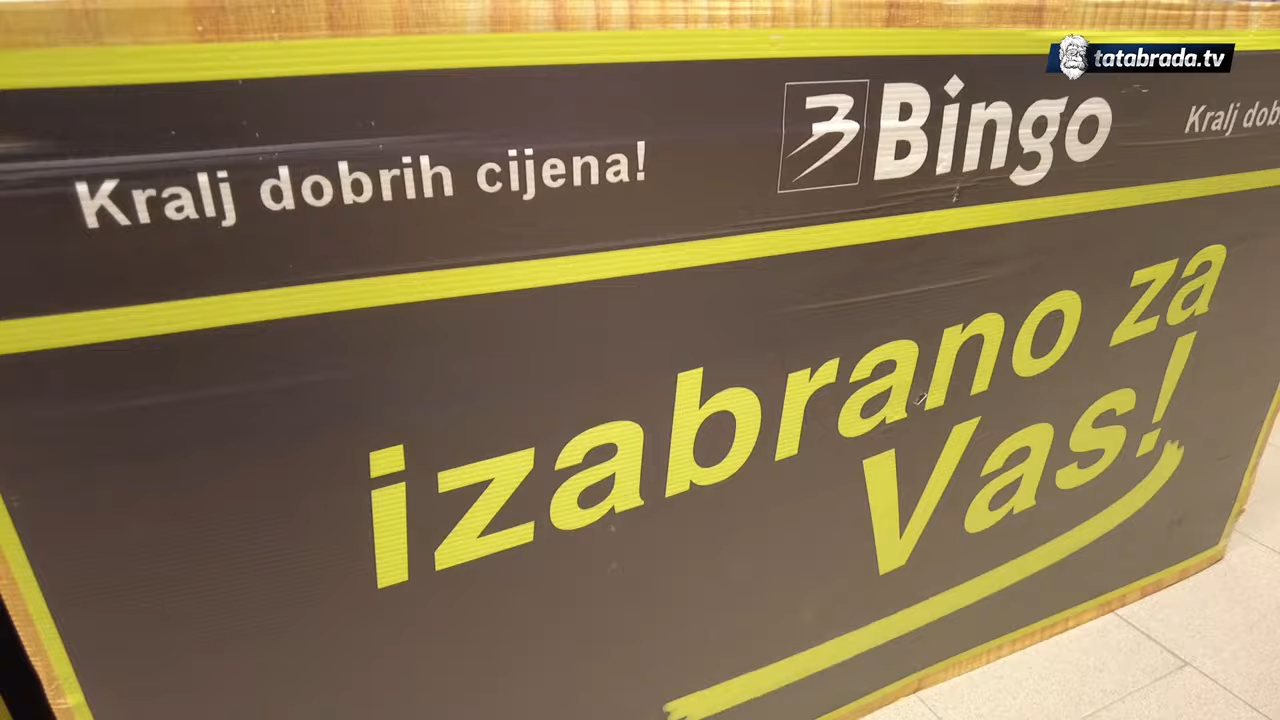 tatabrada.tv
Kralj dobrih cijena!
Bingo
Kralj dob
izabrano za
Vas!